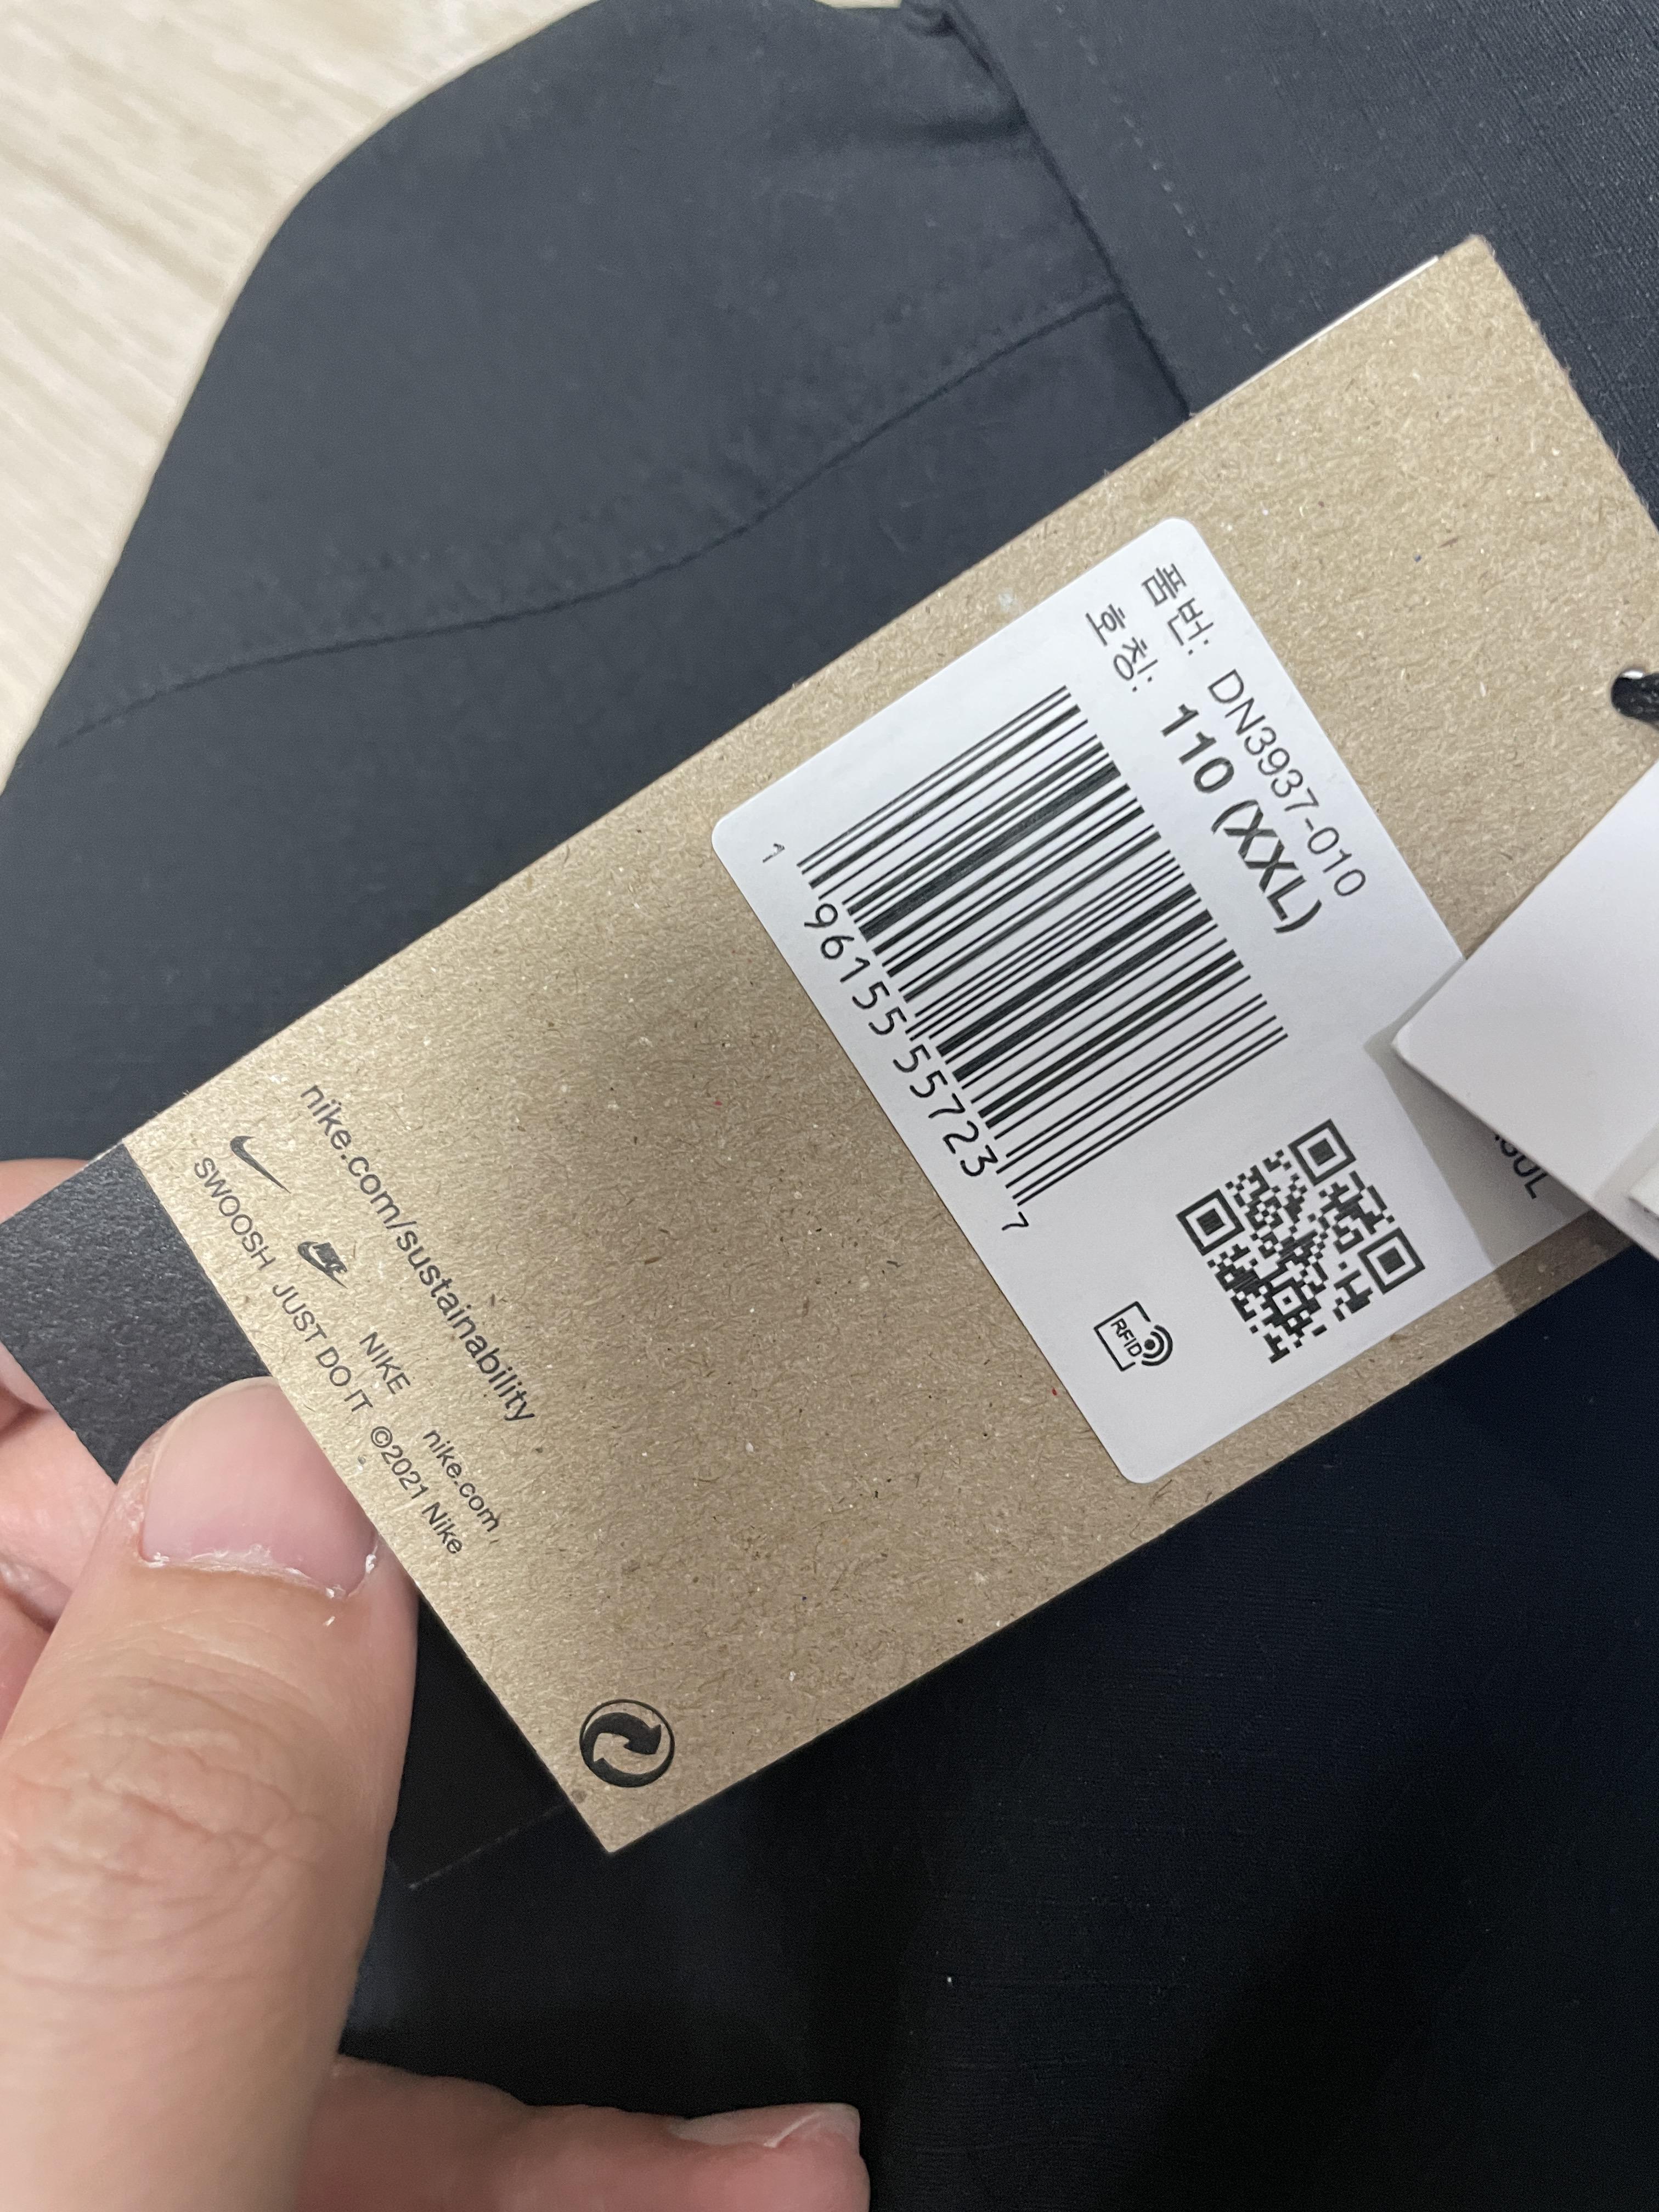 품번: DN3937-010
호칭: 110 (XXL)
1 96155 55723 7
RFID
nike.com/sustainability
NIKE nike.com
SWOOSH JUST DO IT ©2021 Nike